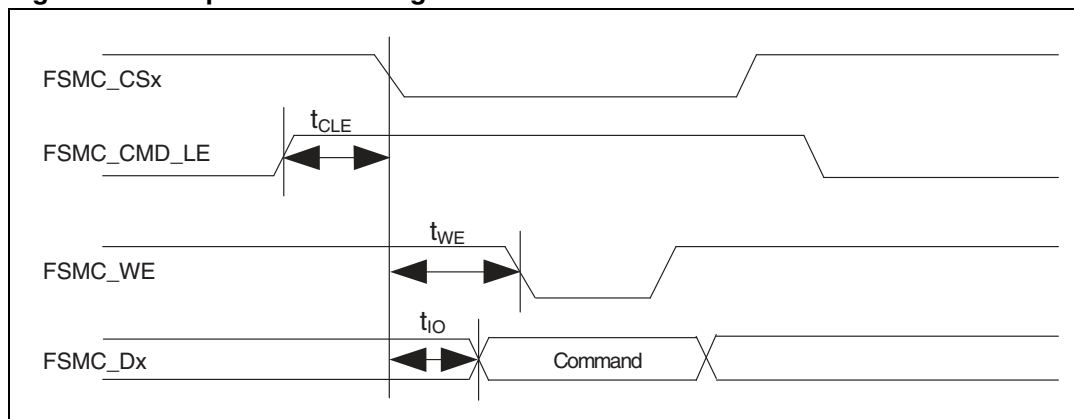 FSMC_CSx
tCLE
FSMC_CMD_LE
tWE
FSMC_WE
tIO
FSMC_Dx
Command